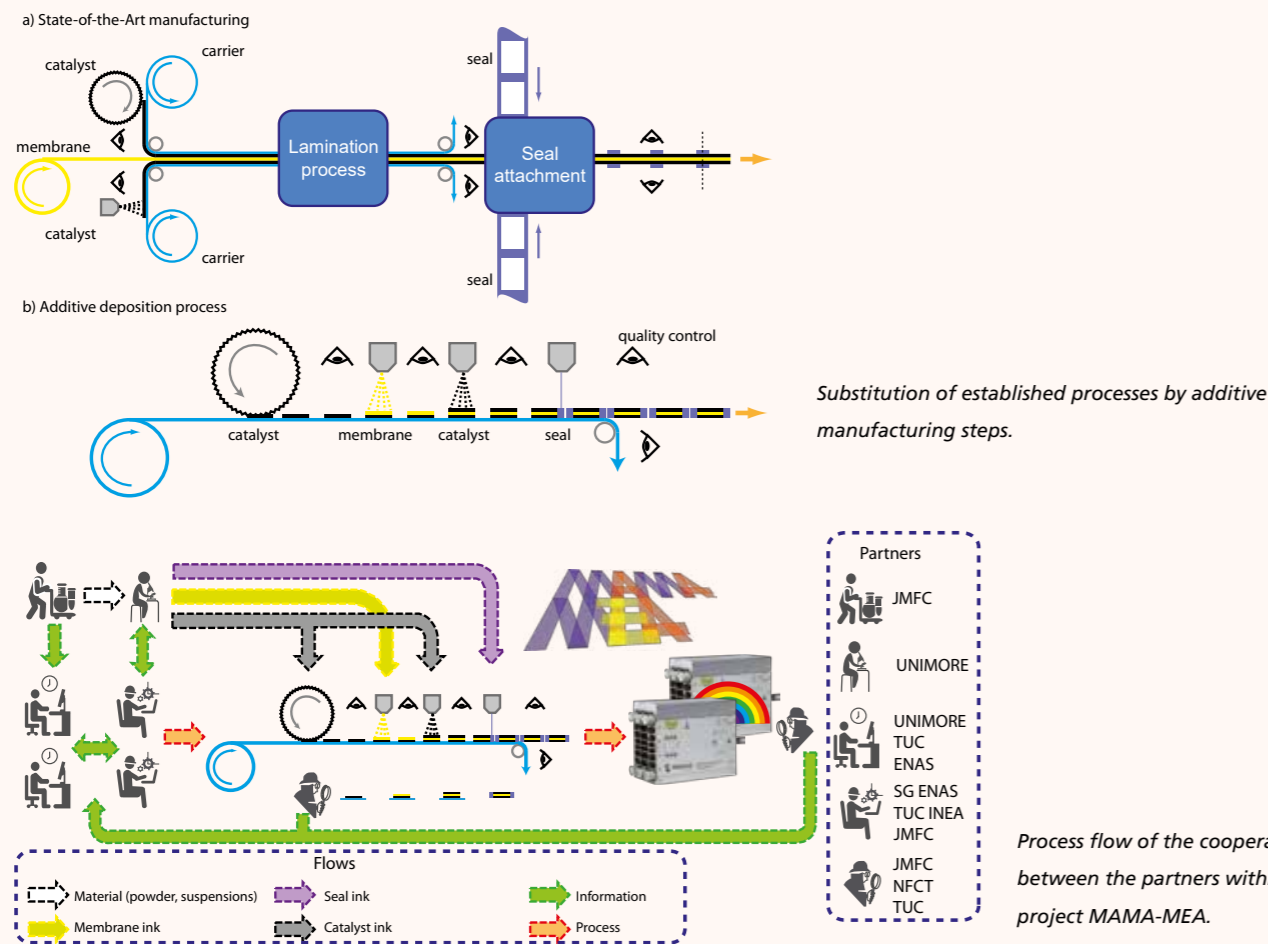 a) State-of-the-Art manufacturing
carrier
catalyst
membrane
catalyst
carrier
Lamination
process
seal
Seal
attachment
seal
b) Additive deposition process
quality control
catalyst
membrane
catalyst
seal
Substitution of established processes by additive
manufacturing steps.
MAMA
MEA
Partners
JMFC
UNIMORE
UNIMORE
TUC
ENAS
SG ENAS
TUC INEA
JMFC
JMFC
NFCT
TUC
Flows
Material (powder, suspensions)
Seal ink
Information
Membrane ink
Catalyst ink
Process
Process flow of the coopera
between the partners with
project MAMA-MEA.